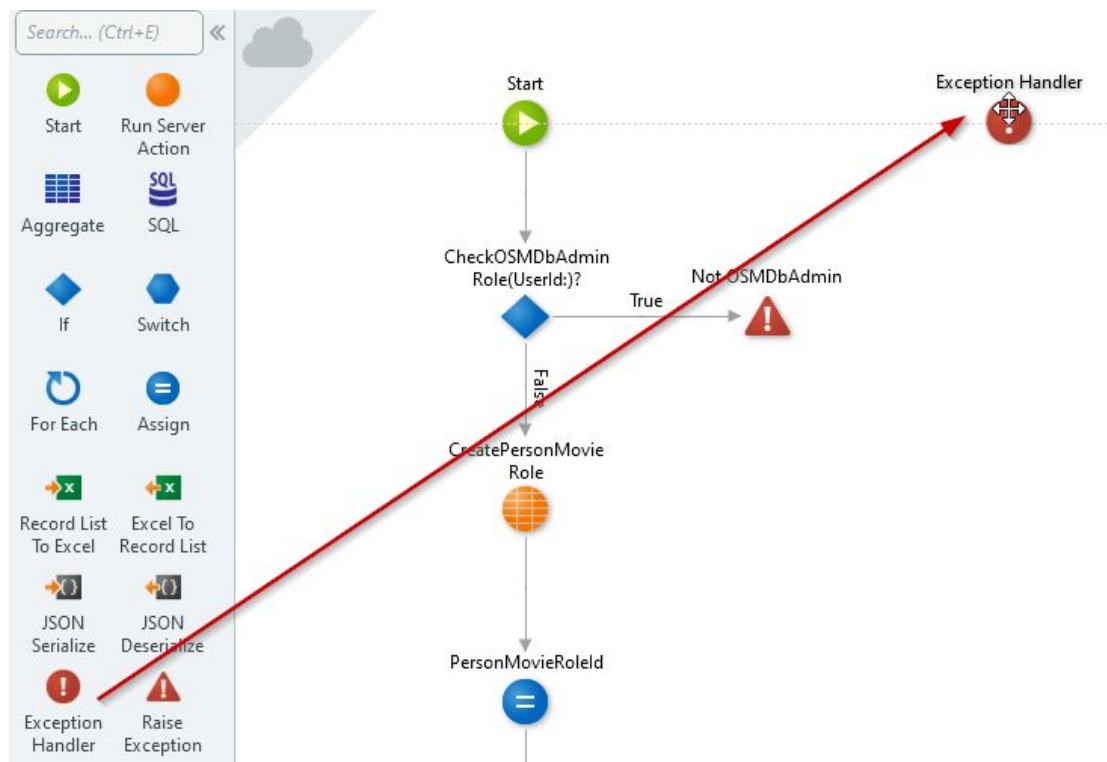 Search... (Ctrl+E)
Start
Run Server
Action
Aggregate
SQL
SQL
If
Switch
For Each
Assign
Record List
To Excel
Excel To
Record List
JSON
Serialize
JSON
Deserialize
Exception
Handler
Raise
Exception
Start
Exception Handler
CheckOSMDbAdmin
Role(UserId:)?
True
Not OSMDbAdmin
False
CreatePersonMovie
Role
PersonMovieRoleId